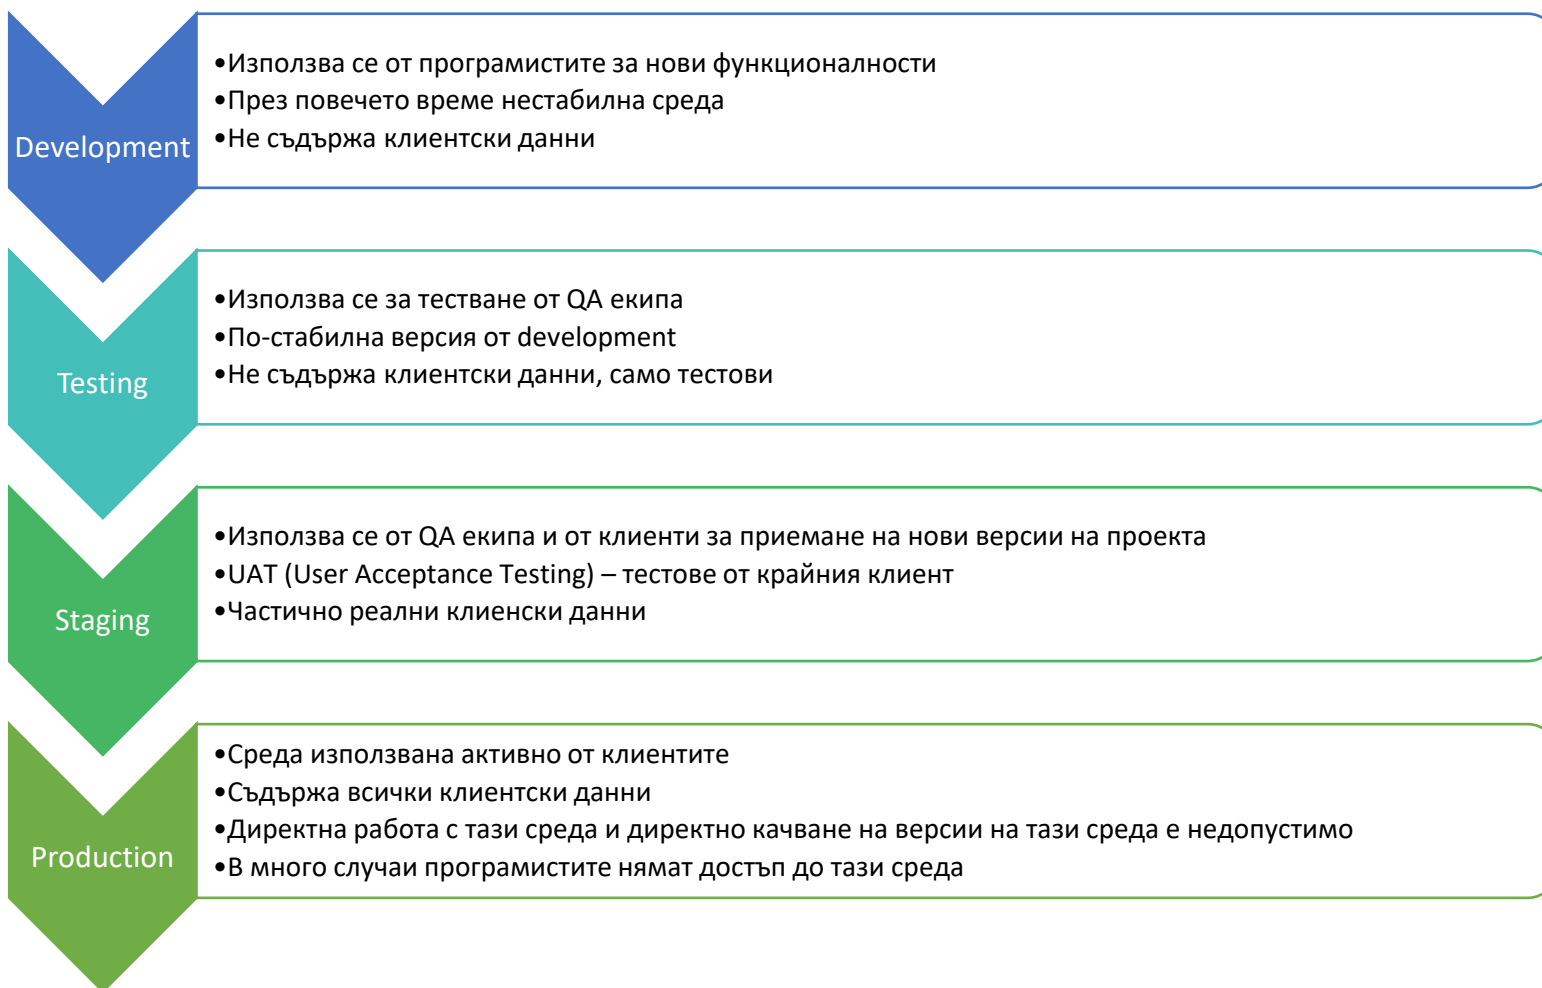 Development
•Използва се от програмистите за нови функционалности
•През повечето време нестабилна среда
•Не съдържа клиентски данни
Testing
•Използва се за тестване от QA екипа
•По-стабилна версия от development
•Не съдържа клиентски данни, само тестови
Staging
•Използва се от QA екипа и от клиенти за приемане на нови версии на проекта
•UAT (User Acceptance Testing) – тестове от крайния клиент
•Частично реални клиенски данни
Production
•Среда използвана активно от клиентите
•Съдържа всички клиентски данни
•Директна работа с тази среда и директно качване на версии на тази среда е недопустимо
•В много случаи програмистите нямат достъп до тази среда